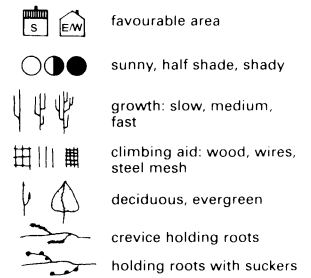 S E/W favourable area
sunny, half shade, shady
growth: slow, medium,
fast
climbing aid: wood, wires,
steel mesh
deciduous, evergreen
crevice holding roots
holding roots with suckers